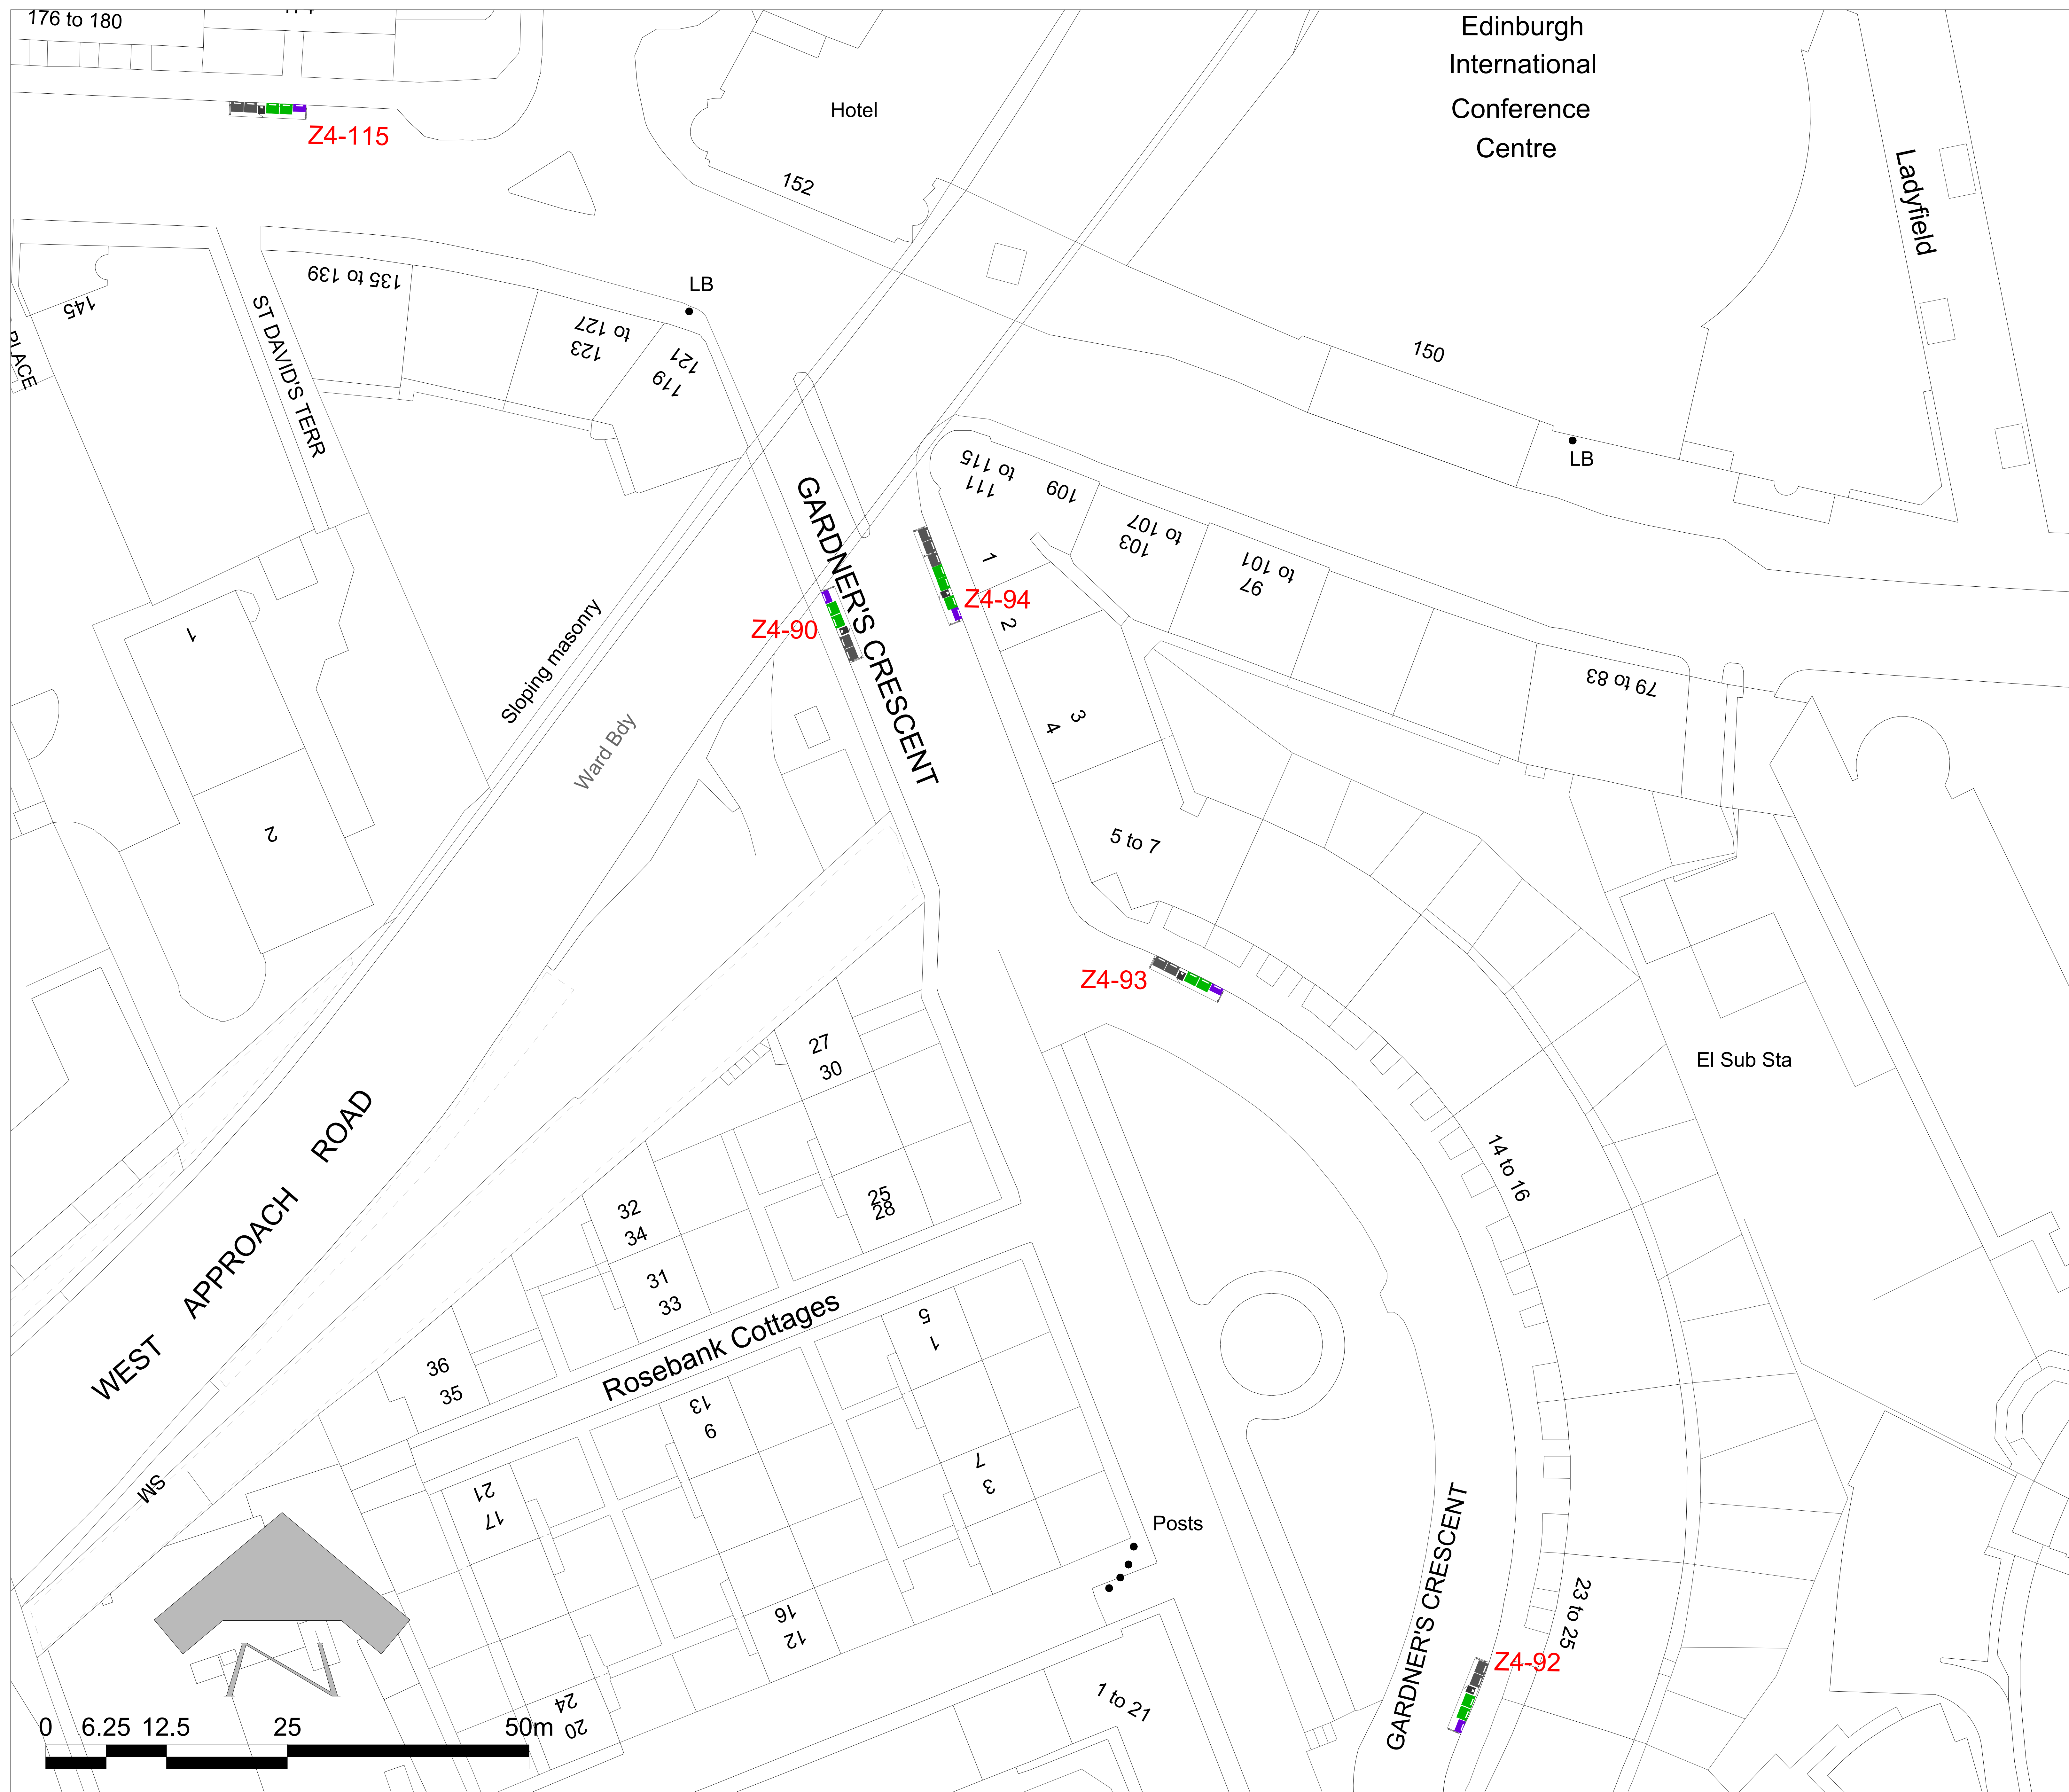 176 to 180
Edinburgh
International
Conference
Centre
Hotel
Z4-115
152
Ladyfield
135 to 139
LB
145
PLACE
ST DAVID'S TERR
123
to 127
119
121
150
LB
GARDNER'S CRESCENT
111
to 115
109
103
to 107
97
to 101
1
Z4-94
2
Z4-90
1
Sloping masonry
79 to 83
Ward Bdy
3
4
2
5 to 7
Z4-93
27
30
El Sub Sta
WEST APPROACH ROAD
14 to 16
32
34
25
28
31
33
Rosebank Cottages
5
1
36
35
13
9
7
3
SM
21
17
Posts
GARDNER'S CRESCENT
23 to 25
16
12
Z4-92
24
20
1 to 21
N
0 6.25 12.5 25 50m